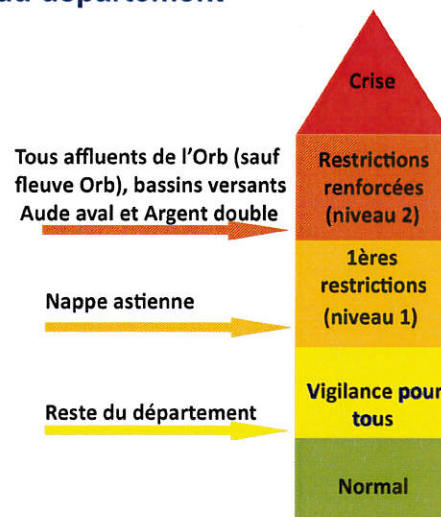 du département
Crise
Tous affluents de l'Orb (sauf
fleuve Orb), bassins versants
Aude aval et Argent double
Restrictions
renforcées
(niveau 2)
Nappe astienne
1ères
restrictions
(niveau 1)
Reste du département
Vigilance pour
tous
Normal